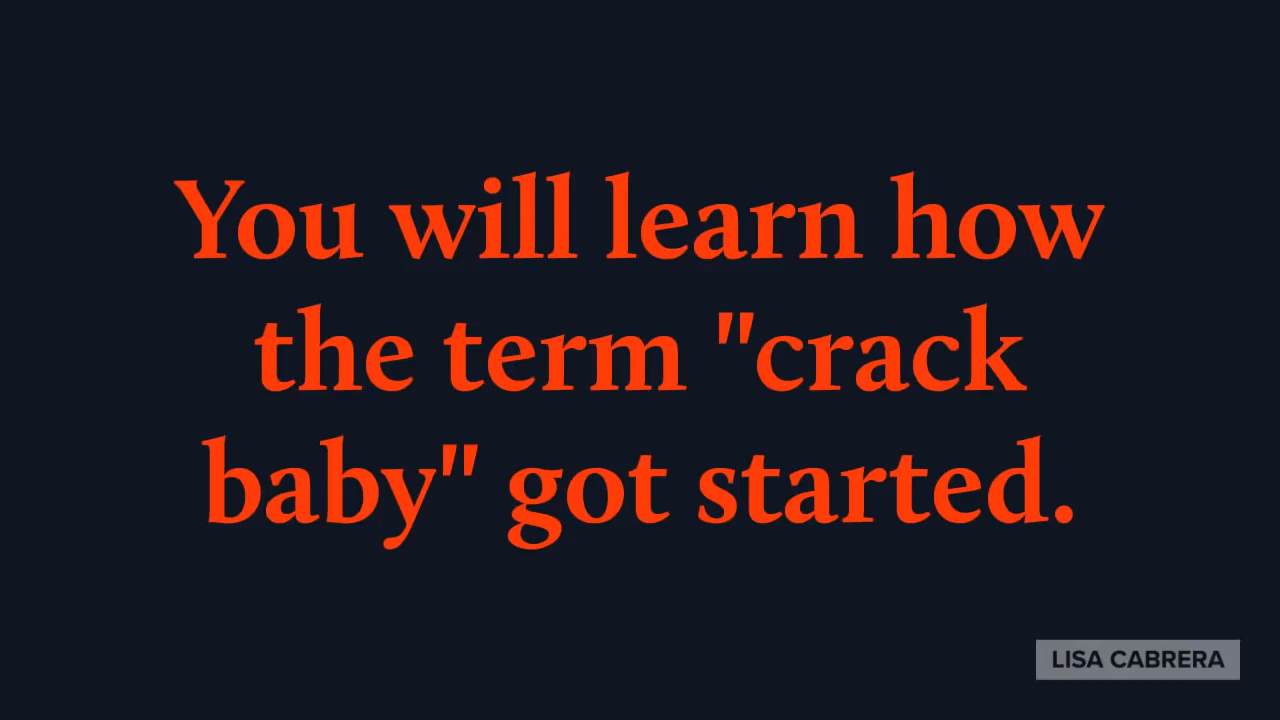 You will learn how
the term "crack
baby" got started.
LISA CABRERA